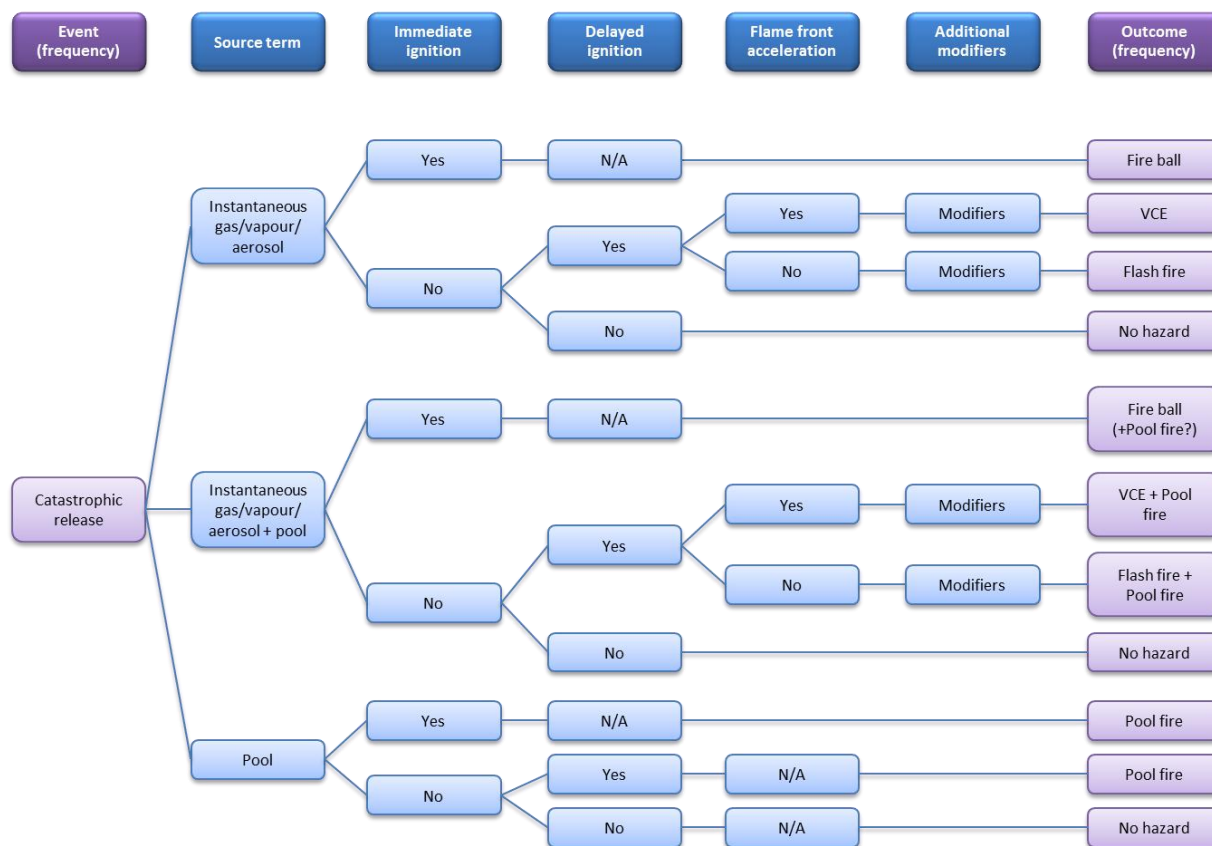 Event
(frequency)
Source term
Immediate
ignition
Delayed
ignition
Flame front
acceleration
Additional
modifiers
Outcome
(frequency)
Yes
N/A
Fire ball
Instantaneous
gas/vapour/
aerosol
Yes
Modifiers
VCE
Yes
No
Modifiers
Flash fire
No
No
No hazard
Yes
N/A
Fire ball
(+Pool fire?)
Catastrophic
release
Instantaneous
gas/vapour/
aerosol + pool
Yes
Modifiers
VCE + Pool
fire
Yes
No
Modifiers
Flash fire +
Pool fire
No
No
No hazard
Yes
N/A
Pool fire
Pool
Yes
N/A
Pool fire
No
No
N/A
No hazard